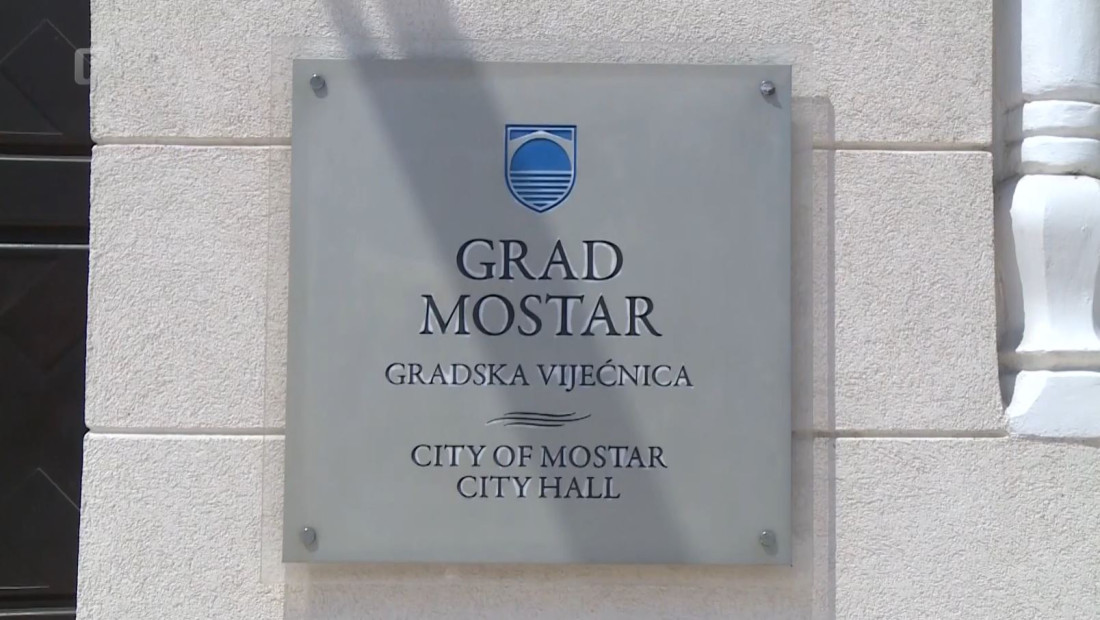 GRAD
MOSTAR
GRADSKA VIJEĆNICA
CITY OF MOSTAR
CITY HALL